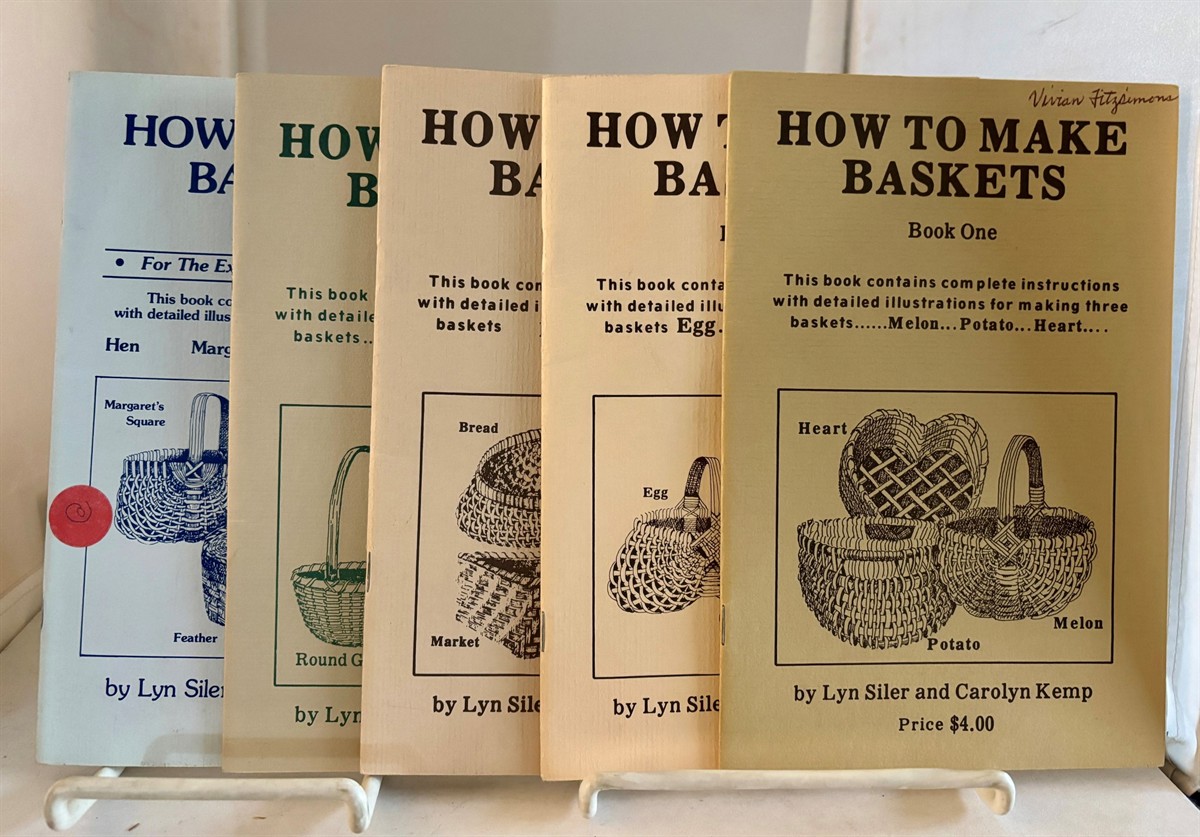 HOW
BA
• For The Ex
This book co
with detailed illus
Hen Marg
Margaret's
Square
Feather
by Lyn Siler
HOW
B
This book
with detaile
baskets..
Round G
by Lyn
HOW
BA
This book con
with detailed i
baskets
Bread
Market
by Lyn Sile
HOW T
BA
This book conta
with detailed illu
baskets Egg.
Egg
by Lyn Sile
Vivian Fitzsimons
HOW TO MAKE
BASKETS
Book One
This book contains complete instructions
with detailed illustrations for making three
baskets......Melon...Potato...Heart....
Heart
Melon
Potato
by Lyn Siler and Carolyn Kemp
Price $4.00